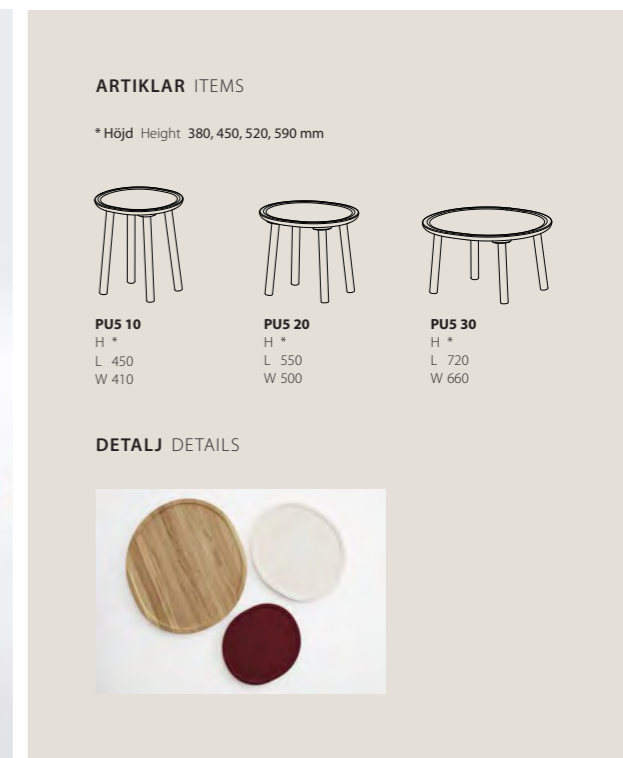 ARTIKLAR ITEMS
* Höjd Height 380, 450, 520, 590 mm
PU5 10
H *
L 450
W 410
PU5 20
H *
L 550
W 500
PU5 30
H *
L 720
W 660
DETALJ DETAILS